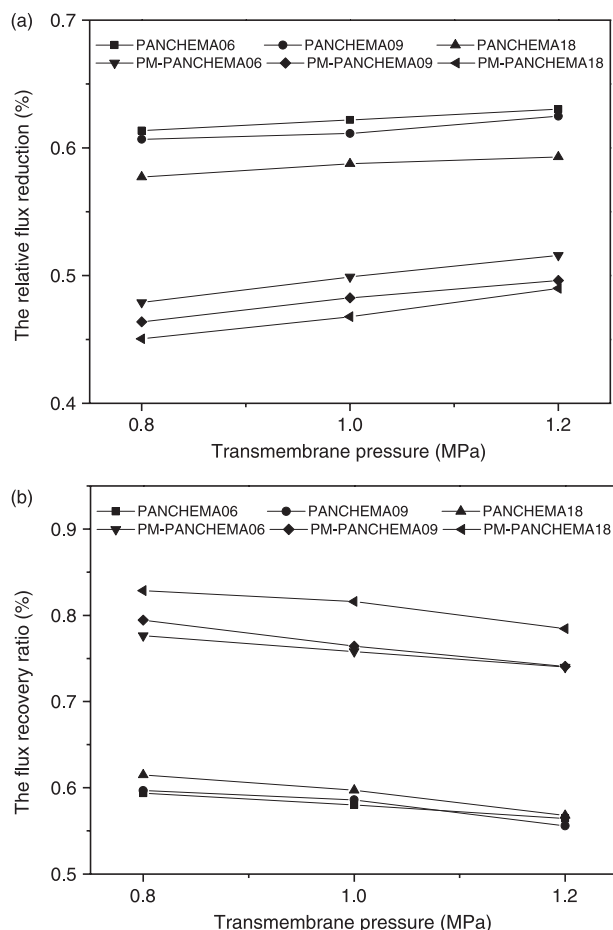 (a)
0.7
PANCHEMA06 PANCHEMA09 PANCHEMA18
PM-PANCHEMA06 PM-PANCHEMA09 PM-PANCHEMA18
The relative flux reduction (%)
0.6
0.5
0.4
0.8 1.0 1.2
Transmembrane pressure (MPa)
(b)
PANCHEMA06 PANCHEMA09 PANCHEMA18
PM-PANCHEMA06 PM-PANCHEMA09 PM-PANCHEMA18
0.9
The flux recovery ratio (%)
0.8
0.7
0.6
0.5
0.8 1.0 1.2
Transmembrane pressure (MPa)